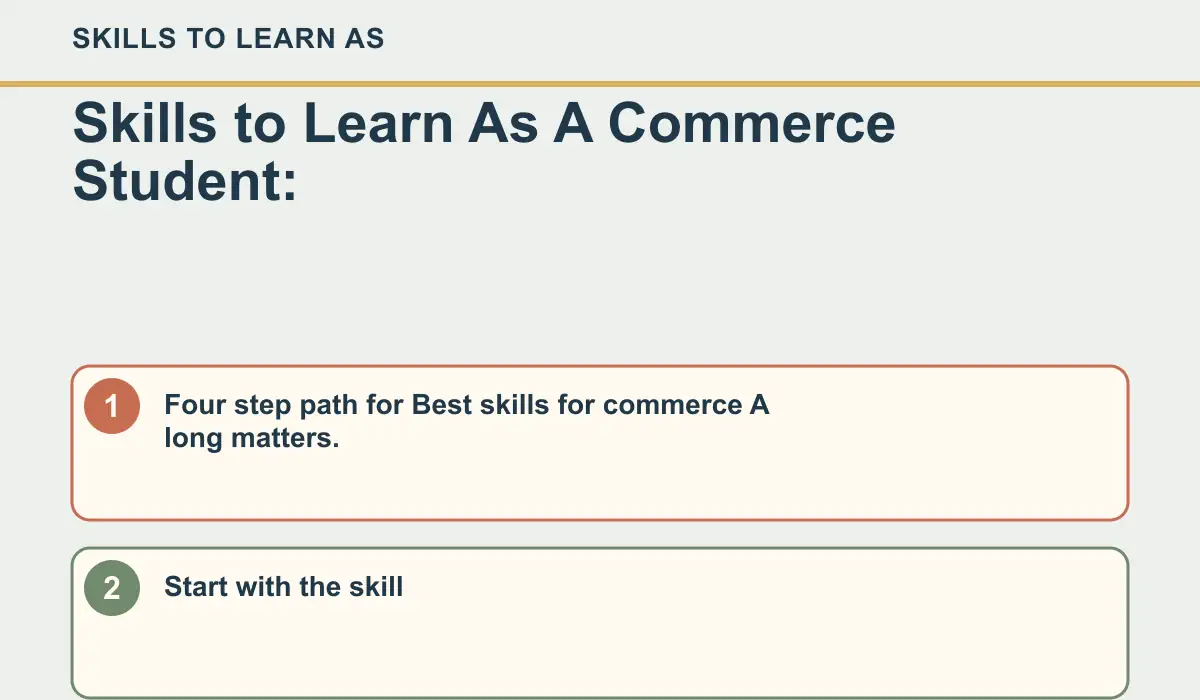 SKILLS TO LEARN AS
Skills to Learn As A Commerce
Student:
1
Four step path for Best skills for commerce A
long matters.
2
Start with the skill